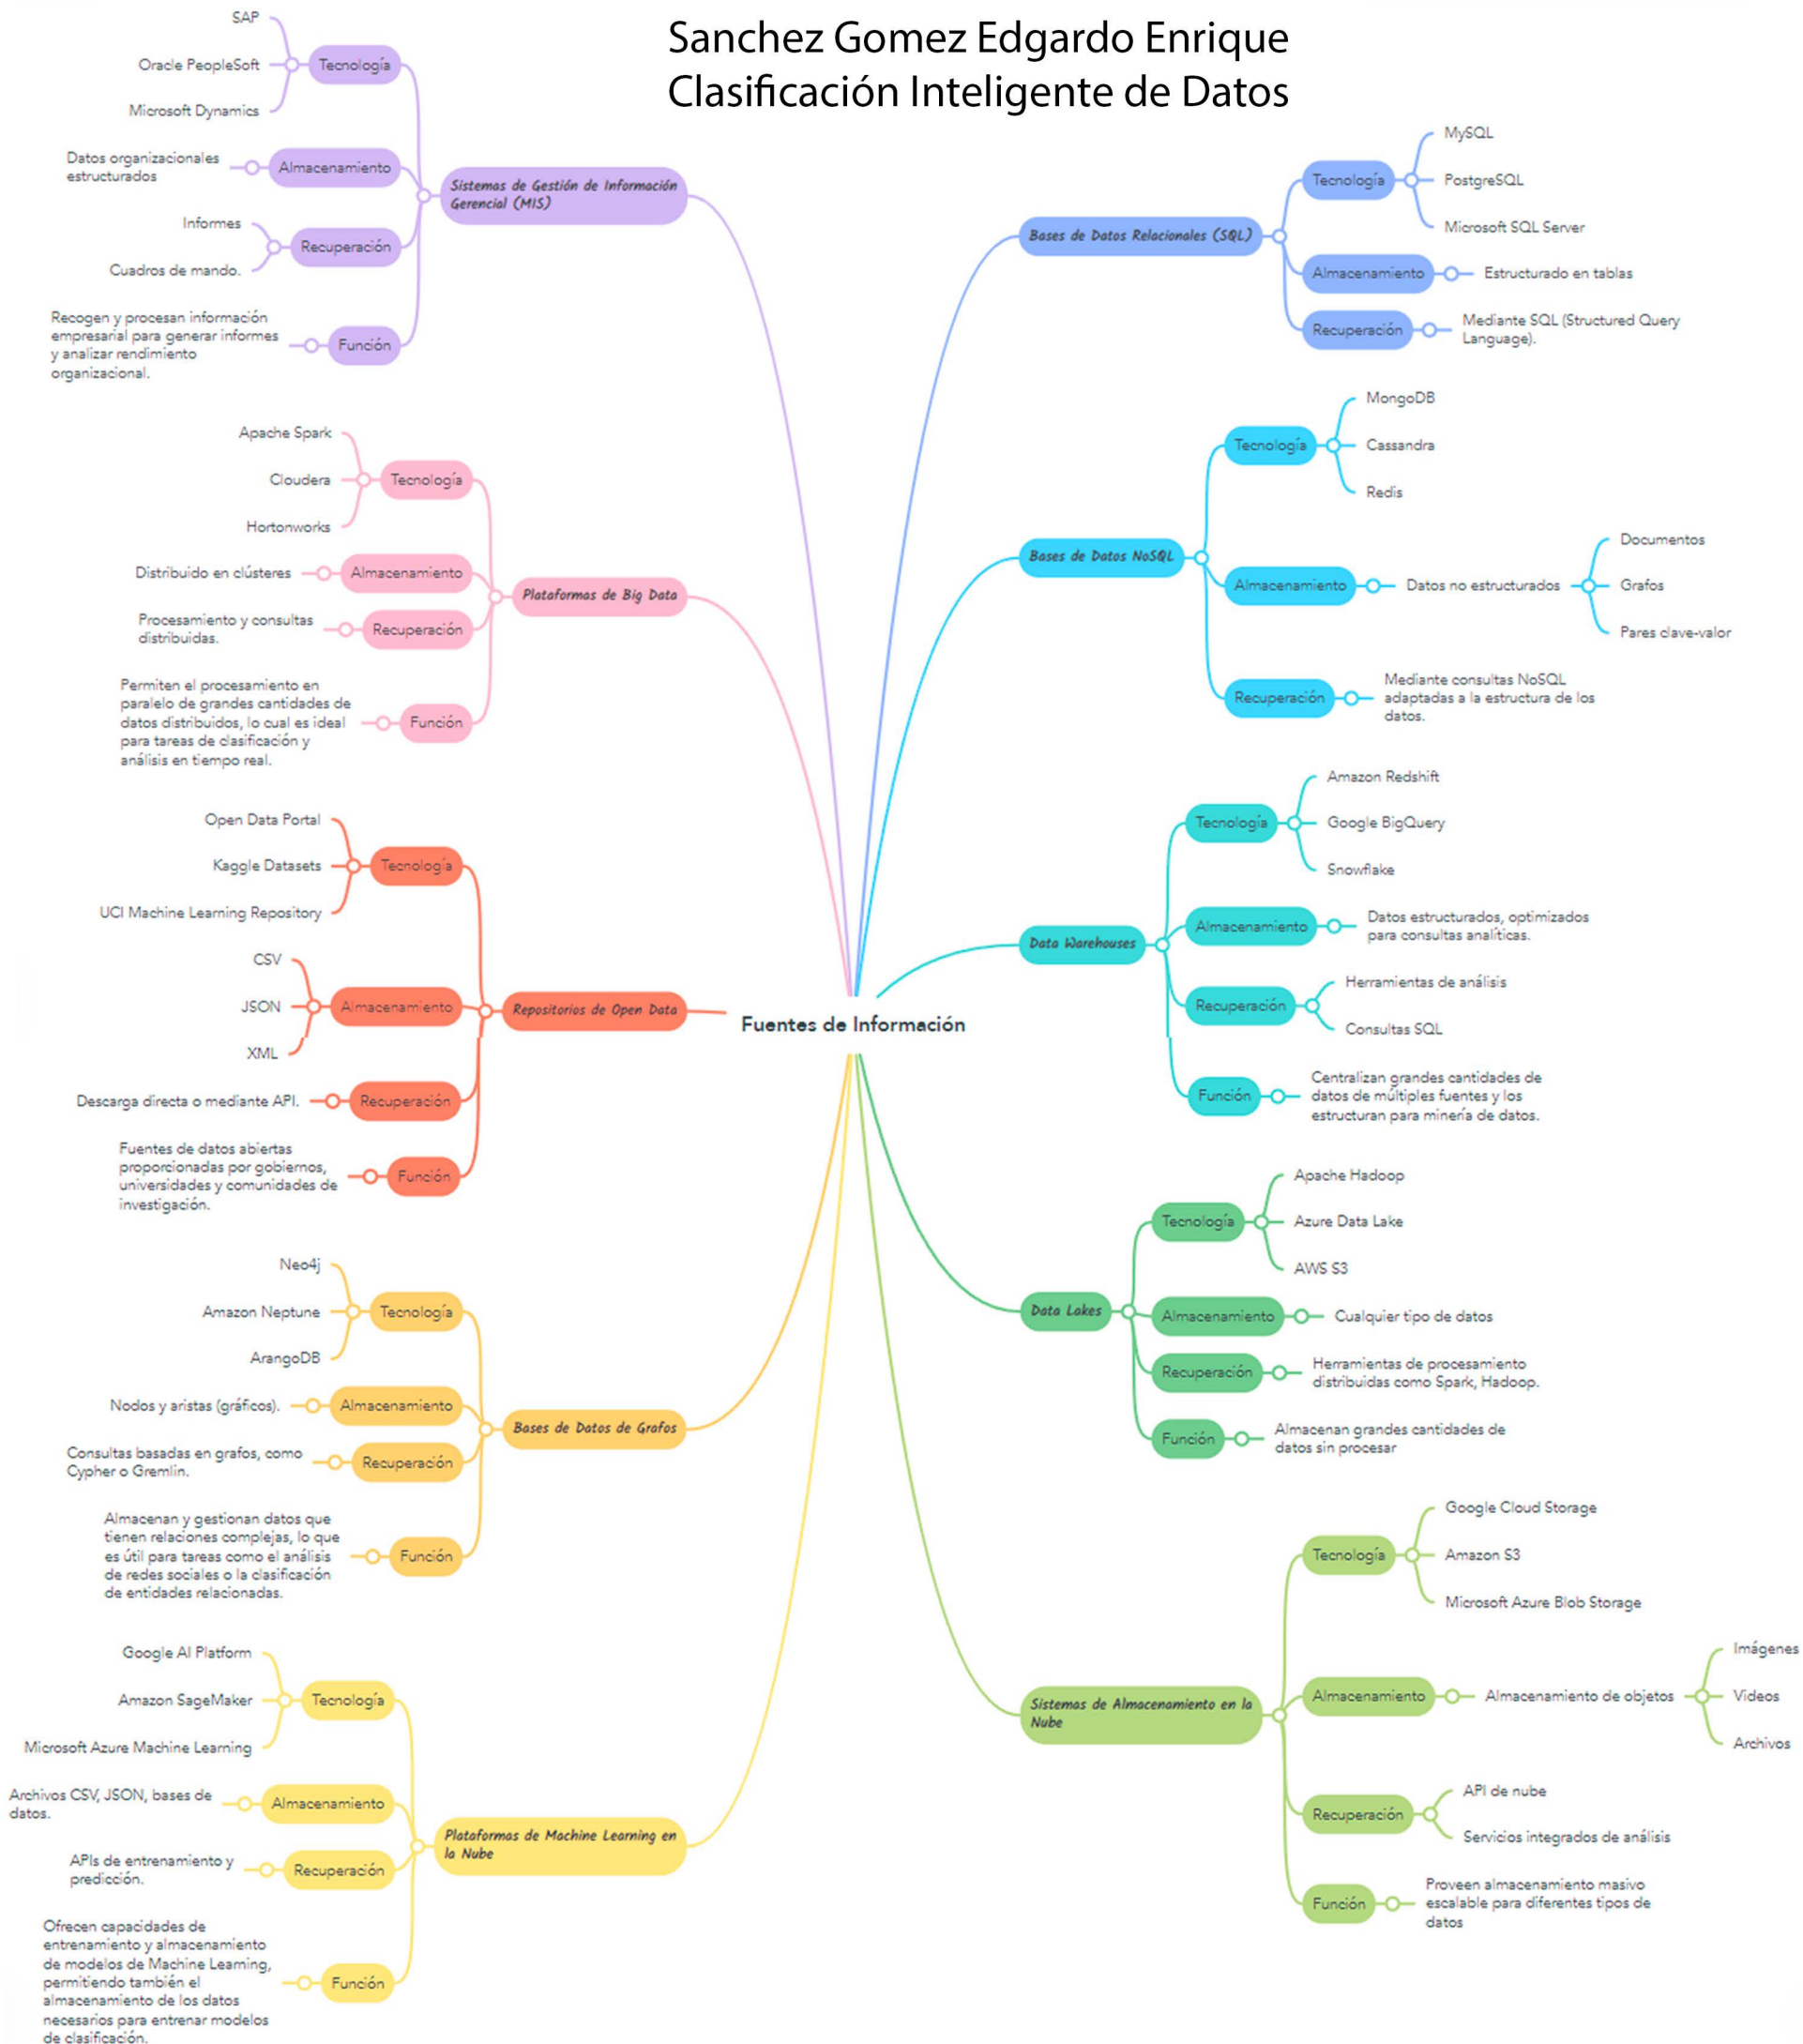 Sanchez Gomez Edgardo Enrique
Clasificación Inteligente de Datos
Fuentes de Información
Sistemas de Gestión de Información
Gerencial (MIS)
Tecnología
SAP
Oracle PeopleSoft
Microsoft Dynamics
Almacenamiento
Datos organizacionales
estructurados
Recuperación
Informes
Cuadros de mando.
Función
Recogen y procesan información
empresarial para generar informes
y analizar rendimiento
organizacional.
Plataformas de Big Data
Tecnología
Apache Spark
Cloudera
Hortonworks
Almacenamiento
Distribuido en clústeres
Recuperación
Procesamiento y consultas
distribuidas.
Función
Permiten el procesamiento en
paralelo de grandes cantidades de
datos distribuidos, lo cual es ideal
para tareas de clasificación y
análisis en tiempo real.
Repositorios de Open Data
Tecnología
Open Data Portal
Kaggle Datasets
UCI Machine Learning Repository
Almacenamiento
CSV
JSON
XML
Recuperación
Descarga directa o mediante API.
Función
Fuentes de datos abiertas
proporcionadas por gobiernos,
universidades y comunidades de
investigación.
Bases de Datos de Grafos
Tecnología
Neo4j
Amazon Neptune
ArangoDB
Almacenamiento
Nodos y aristas (gráficos).
Recuperación
Consultas basadas en grafos, como
Cypher o Gremlin.
Función
Almacenan y gestionan datos que
tienen relaciones complejas, lo que
es útil para tareas como el análisis
de redes sociales o la clasificación
de entidades relacionadas.
Plataformas de Machine Learning en
la Nube
Tecnología
Google AI Platform
Amazon SageMaker
Microsoft Azure Machine Learning
Almacenamiento
Archivos CSV, JSON, bases de
datos.
Recuperación
APIs de entrenamiento y
predicción.
Función
Ofrecen capacidades de
entrenamiento y almacenamiento
de modelos de Machine Learning,
permitiendo también el
almacenamiento de los datos
necesarios para entrenar modelos
de clasificación.
Bases de Datos Relacionales (SQL)
Tecnología
MySQL
PostgreSQL
Microsoft SQL Server
Almacenamiento
Estructurado en tablas
Recuperación
Mediante SQL (Structured Query
Language).
Bases de Datos NoSQL
Tecnología
MongoDB
Cassandra
Redis
Almacenamiento
Datos no estructurados
Documentos
Grafos
Pares clave-valor
Recuperación
Mediante consultas NoSQL
adaptadas a la estructura de los
datos.
Data Warehouses
Tecnología
Amazon Redshift
Google BigQuery
Snowflake
Almacenamiento
Datos estructurados, optimizados
para consultas analíticas.
Recuperación
Herramientas de análisis
Consultas SQL
Función
Centralizan grandes cantidades de
datos de múltiples fuentes y los
estructuran para minería de datos.
Data Lakes
Tecnología
Apache Hadoop
Azure Data Lake
AWS S3
Almacenamiento
Cualquier tipo de datos
Recuperación
Herramientas de procesamiento
distribuidas como Spark, Hadoop.
Función
Almacenan grandes cantidades de
datos sin procesar
Sistemas de Almacenamiento en la
Nube
Tecnología
Google Cloud Storage
Amazon S3
Microsoft Azure Blob Storage
Almacenamiento
Almacenamiento de objetos
Imágenes
Videos
Archivos
Recuperación
API de nube
Servicios integrados de análisis
Función
Proveen almacenamiento masivo
escalable para diferentes tipos de
datos